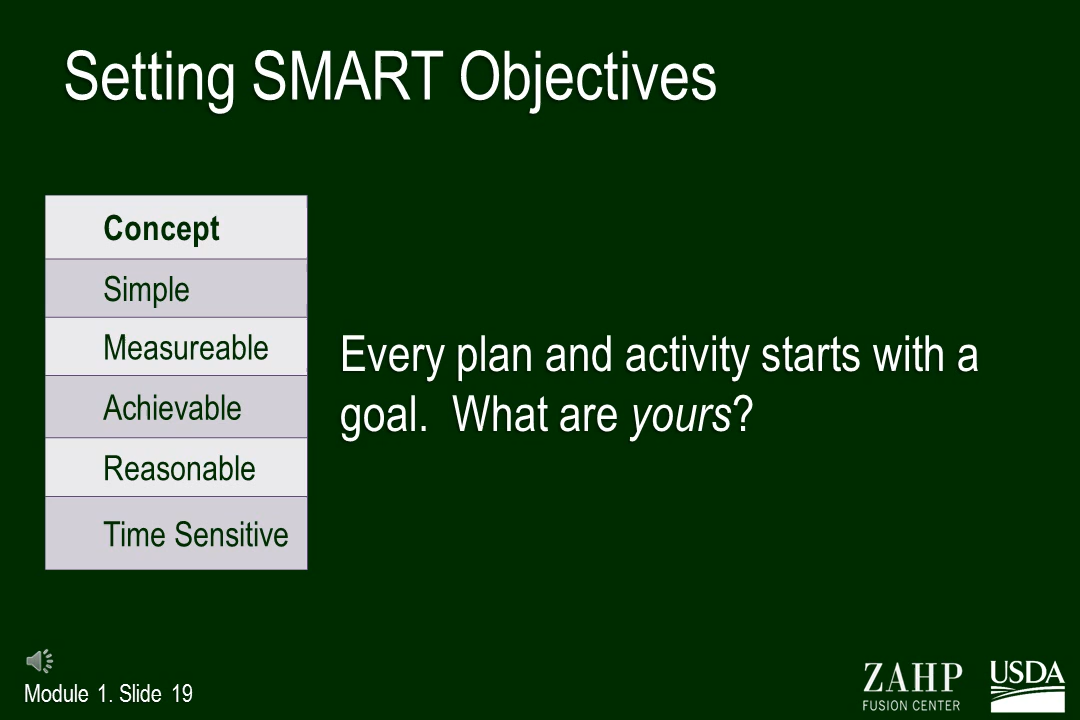 Setting SMART Objectives
Concept
Simple
Measureable
Achievable
Reasonable
Time Sensitive
Every plan and activity starts with a
goal. What are yours?
Module 1. Slide 19
ZAHP
FUSION CENTER
USDA